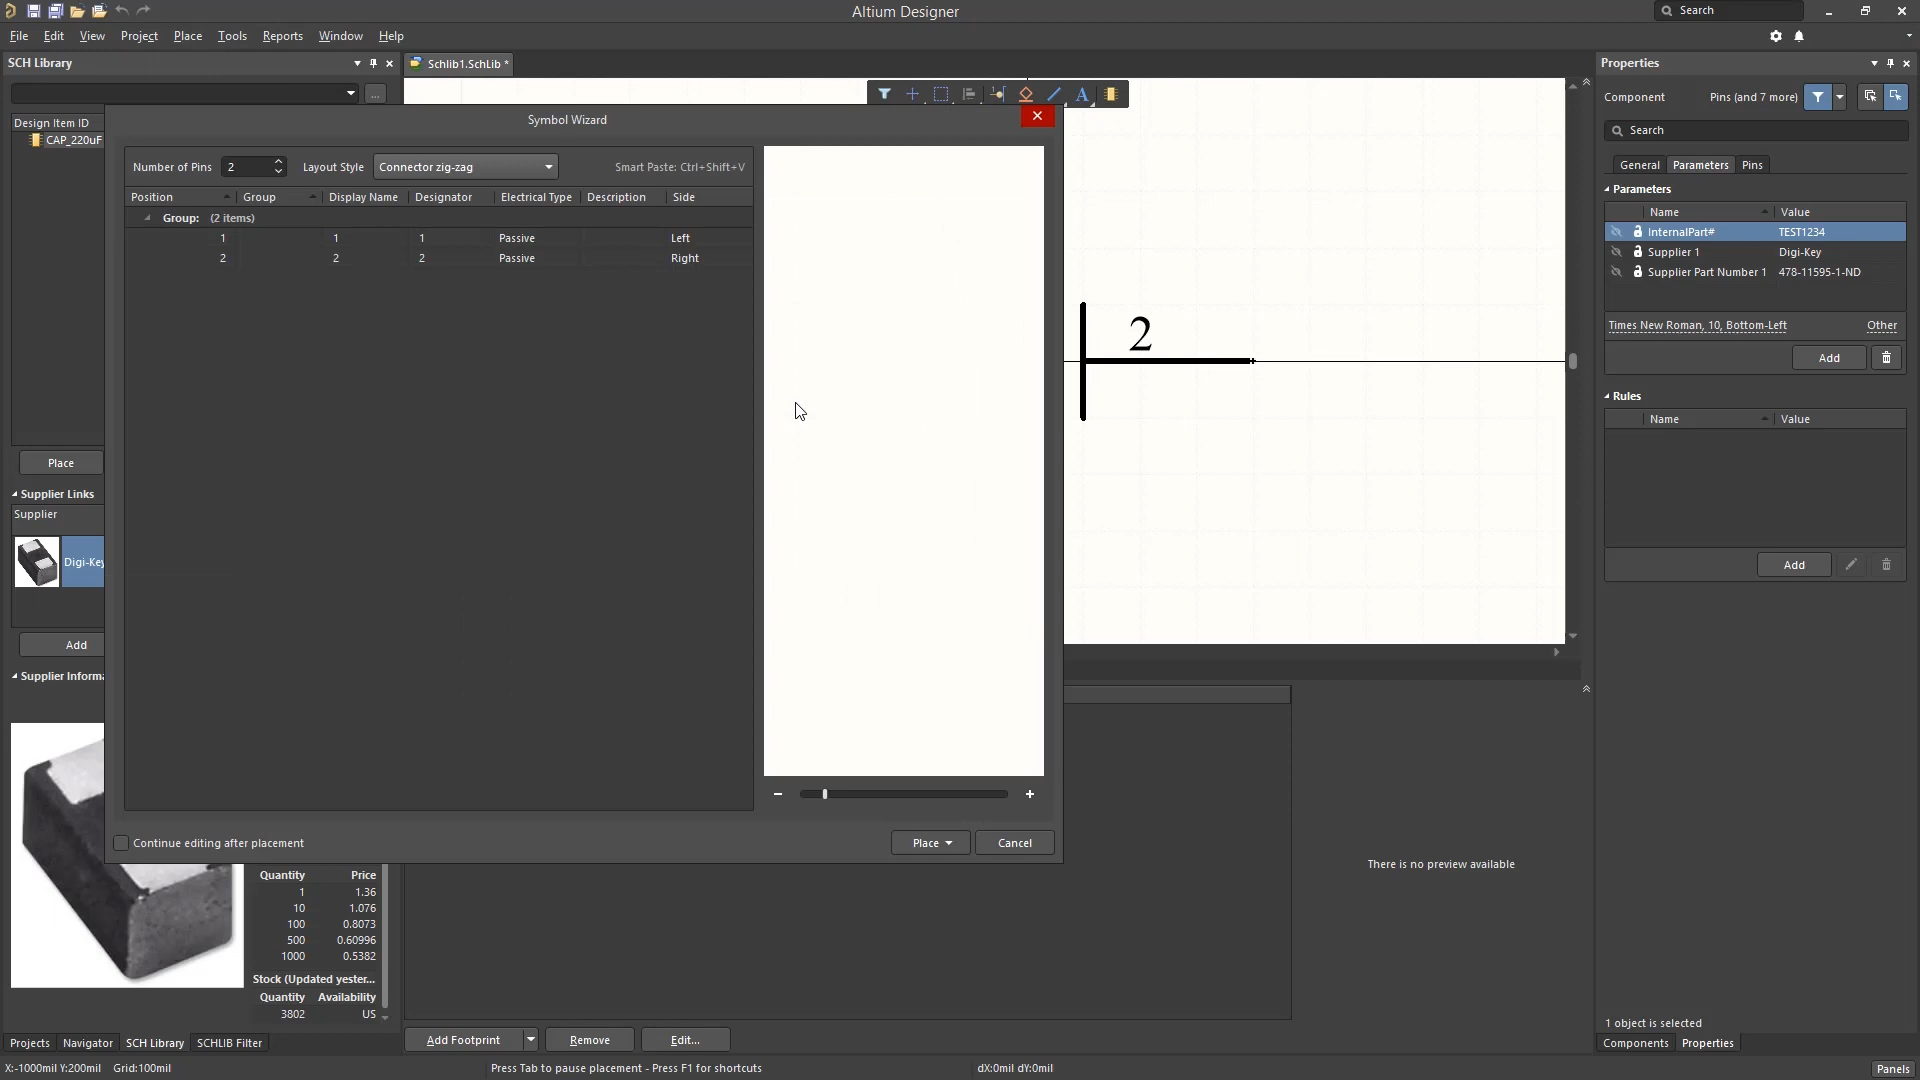 Altium Designer
Search
File Edit View Project Place Tools Reports Window Help
SCH Library
Schlib1.SchLib *
Properties
...
Component
Pins (and 7 more)
Design Item ID
CAP_220uF
Search
Symbol Wizard
General Parameters Pins
Number of Pins 2 Layout Style Connector zig-zag Smart Paste: Ctrl+Shift+V
Position Group Display Name Designator Electrical Type Description Side
Group: (2 items)
1 1 1 Passive Left
2 2 2 Passive Right
Parameters
Name Value
InternalPart# TEST1234
Supplier 1 Digi-Key
Supplier Part Number 1 478-11595-1-ND
Times New Roman, 10, Bottom-Left Other
Add
2
Rules
Name Value
Add
Place
Supplier Links
Supplier
Digi-Key
Add
Supplier Informa
Continue editing after placement
Place Cancel
There is no preview available
Quantity Price
1 1.36
10 1.076
100 0.8073
500 0.60996
1000 0.5382
Stock (Updated yester...
Quantity Availability
3802 US
1 object is selected
Projects Navigator SCH Library SCHLIB Filter
Add Footprint Remove Edit...
Components Properties
X:-1000mil Y:200mil Grid:100mil
Press Tab to pause placement - Press F1 for shortcuts
dX:0mil dY:0mil
Panels